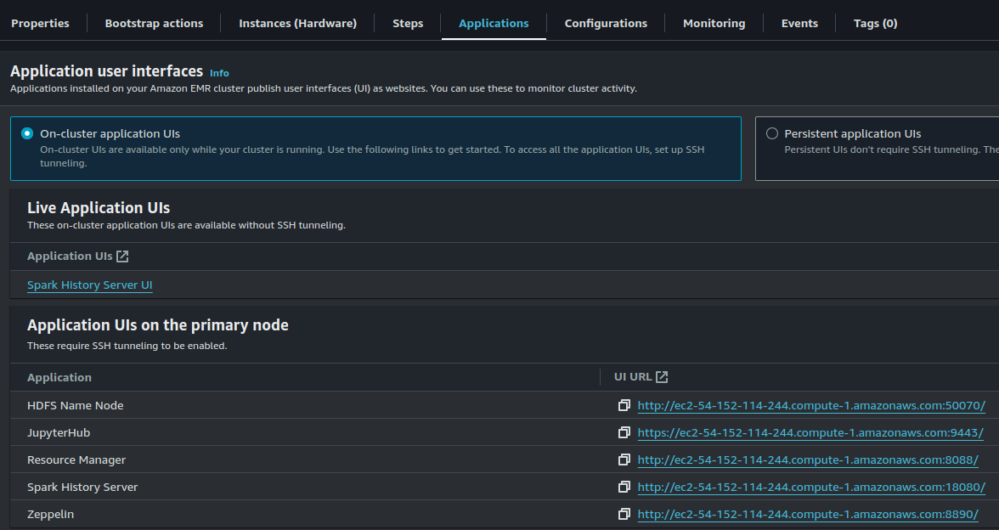 Properties
Bootstrap actions
Instances (Hardware)
Steps
Applications
Configurations
Monitoring
Events
Tags (0)
Application user interfaces Info
Applications installed on your Amazon EMR cluster publish user interfaces (UI) as websites. You can use these to monitor cluster activity.
On-cluster application UIs
On-cluster UIs are available only while your cluster is running. Use the following links to get started. To access all the application UIs, set up SSH
tunneling.
Persistent application UIs
Persistent UIs don't require SSH tunneling. The
Live Application UIs
These on-cluster application UIs are available without SSH tunneling.
Application UIs
Spark History Server UI
Application UIs on the primary node
These require SSH tunneling to be enabled.
Application UI URL
HDFS Name Node http://ec2-54-152-114-244.compute-1.amazonaws.com:50070/
JupyterHub https://ec2-54-152-114-244.compute-1.amazonaws.com:9443/
Resource Manager http://ec2-54-152-114-244.compute-1.amazonaws.com:8088/
Spark History Server http://ec2-54-152-114-244.compute-1.amazonaws.com:18080/
Zeppelin http://ec2-54-152-114-244.compute-1.amazonaws.com:8890/